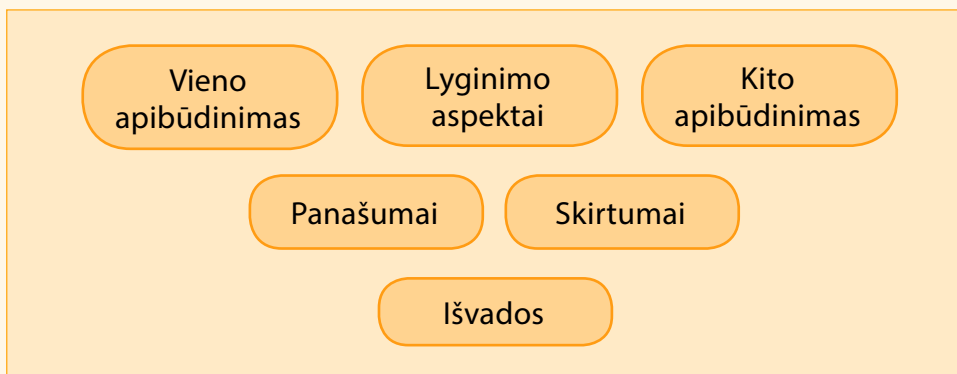 Vieno
apibūdinimas
Lyginimo
aspektai
Kito
apibūdinimas
Panašumai
Skirtumai
Išvados